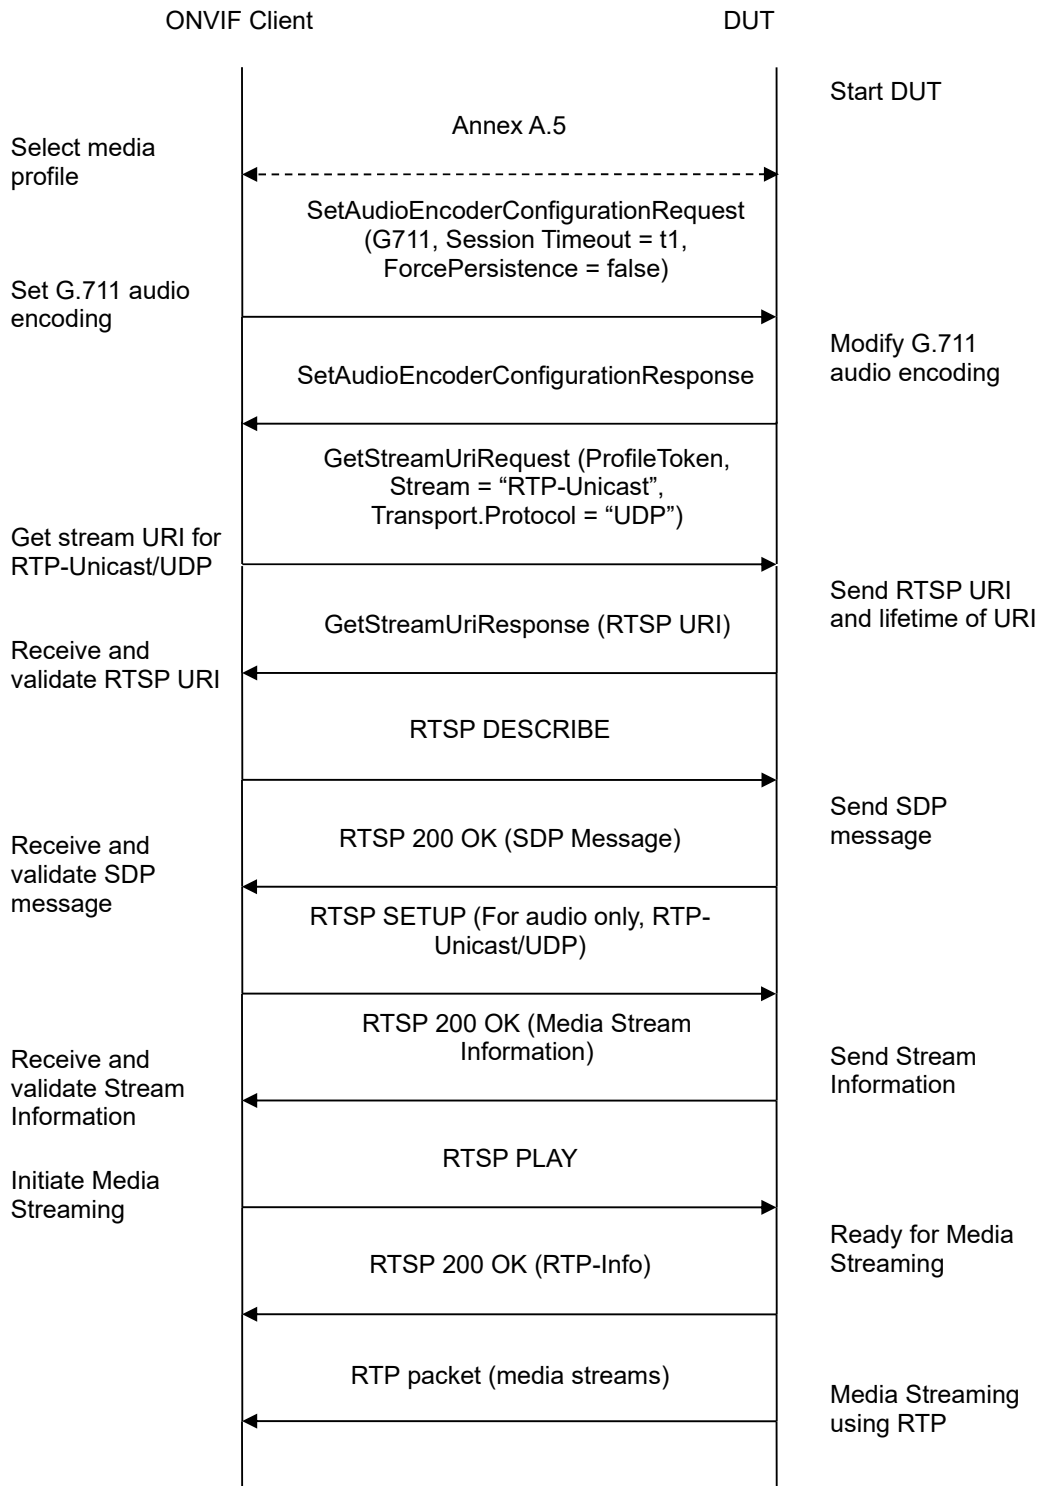 ONVIF Client
DUT
Start DUT
Annex A.5
Select media
profile
SetAudioEncoderConfigurationRequest
(G711, Session Timeout = t1,
ForcePersistence = false)
Set G.711 audio
encoding
Modify G.711
audio encoding
SetAudioEncoderConfigurationResponse
GetStreamUriRequest (ProfileToken,
Stream = “RTP-Unicast”,
Transport.Protocol = “UDP”)
Get stream URI for
RTP-Unicast/UDP
Send RTSP URI
and lifetime of URI
GetStreamUriResponse (RTSP URI)
Receive and
validate RTSP URI
RTSP DESCRIBE
Send SDP
message
RTSP 200 OK (SDP Message)
Receive and
validate SDP
message
RTSP SETUP (For audio only, RTP-
Unicast/UDP)
RTSP 200 OK (Media Stream
Information)
Receive and
validate Stream
Information
Send Stream
Information
RTSP PLAY
Initiate Media
Streaming
Ready for Media
Streaming
RTSP 200 OK (RTP-Info)
RTP packet (media streams)
Media Streaming
using RTP